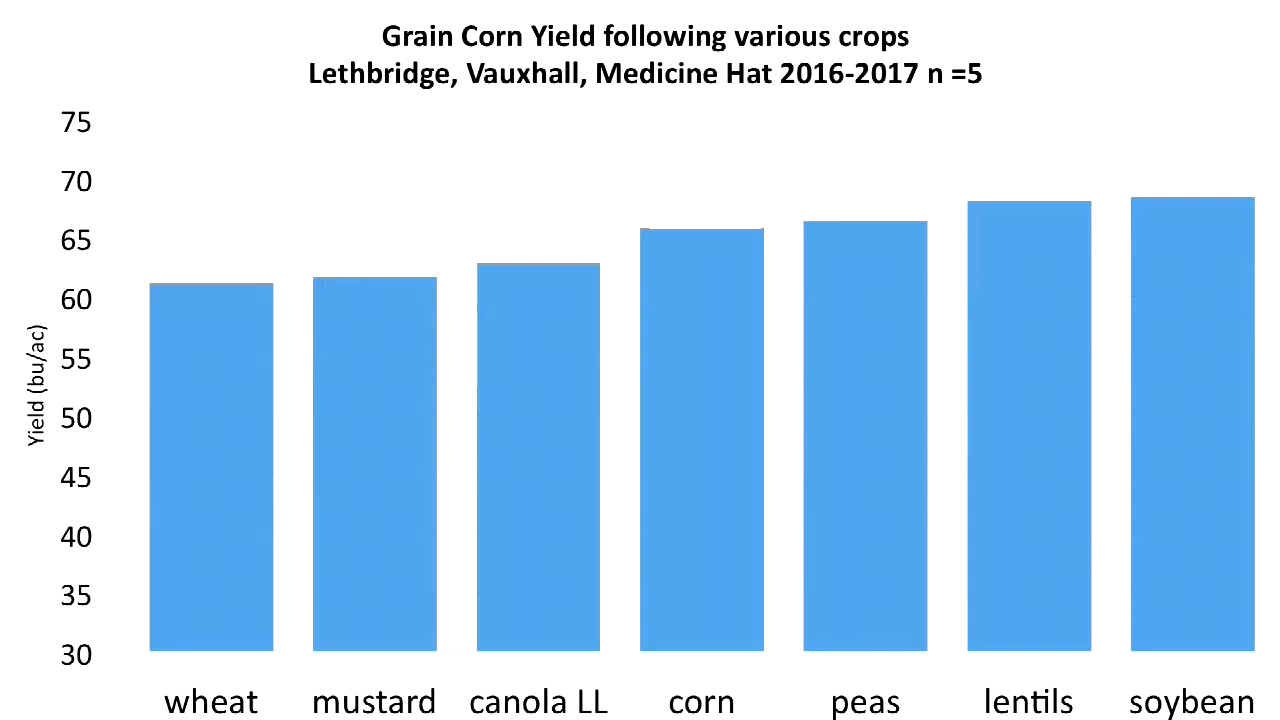 Grain Corn Yield following various crops
Lethbridge, Vauxhall, Medicine Hat 2016-2017 n =5
75
70
65
60
55
50
45
40
35
30
Yield (bu/ac)
wheat mustard canola LL corn peas lentils soybean